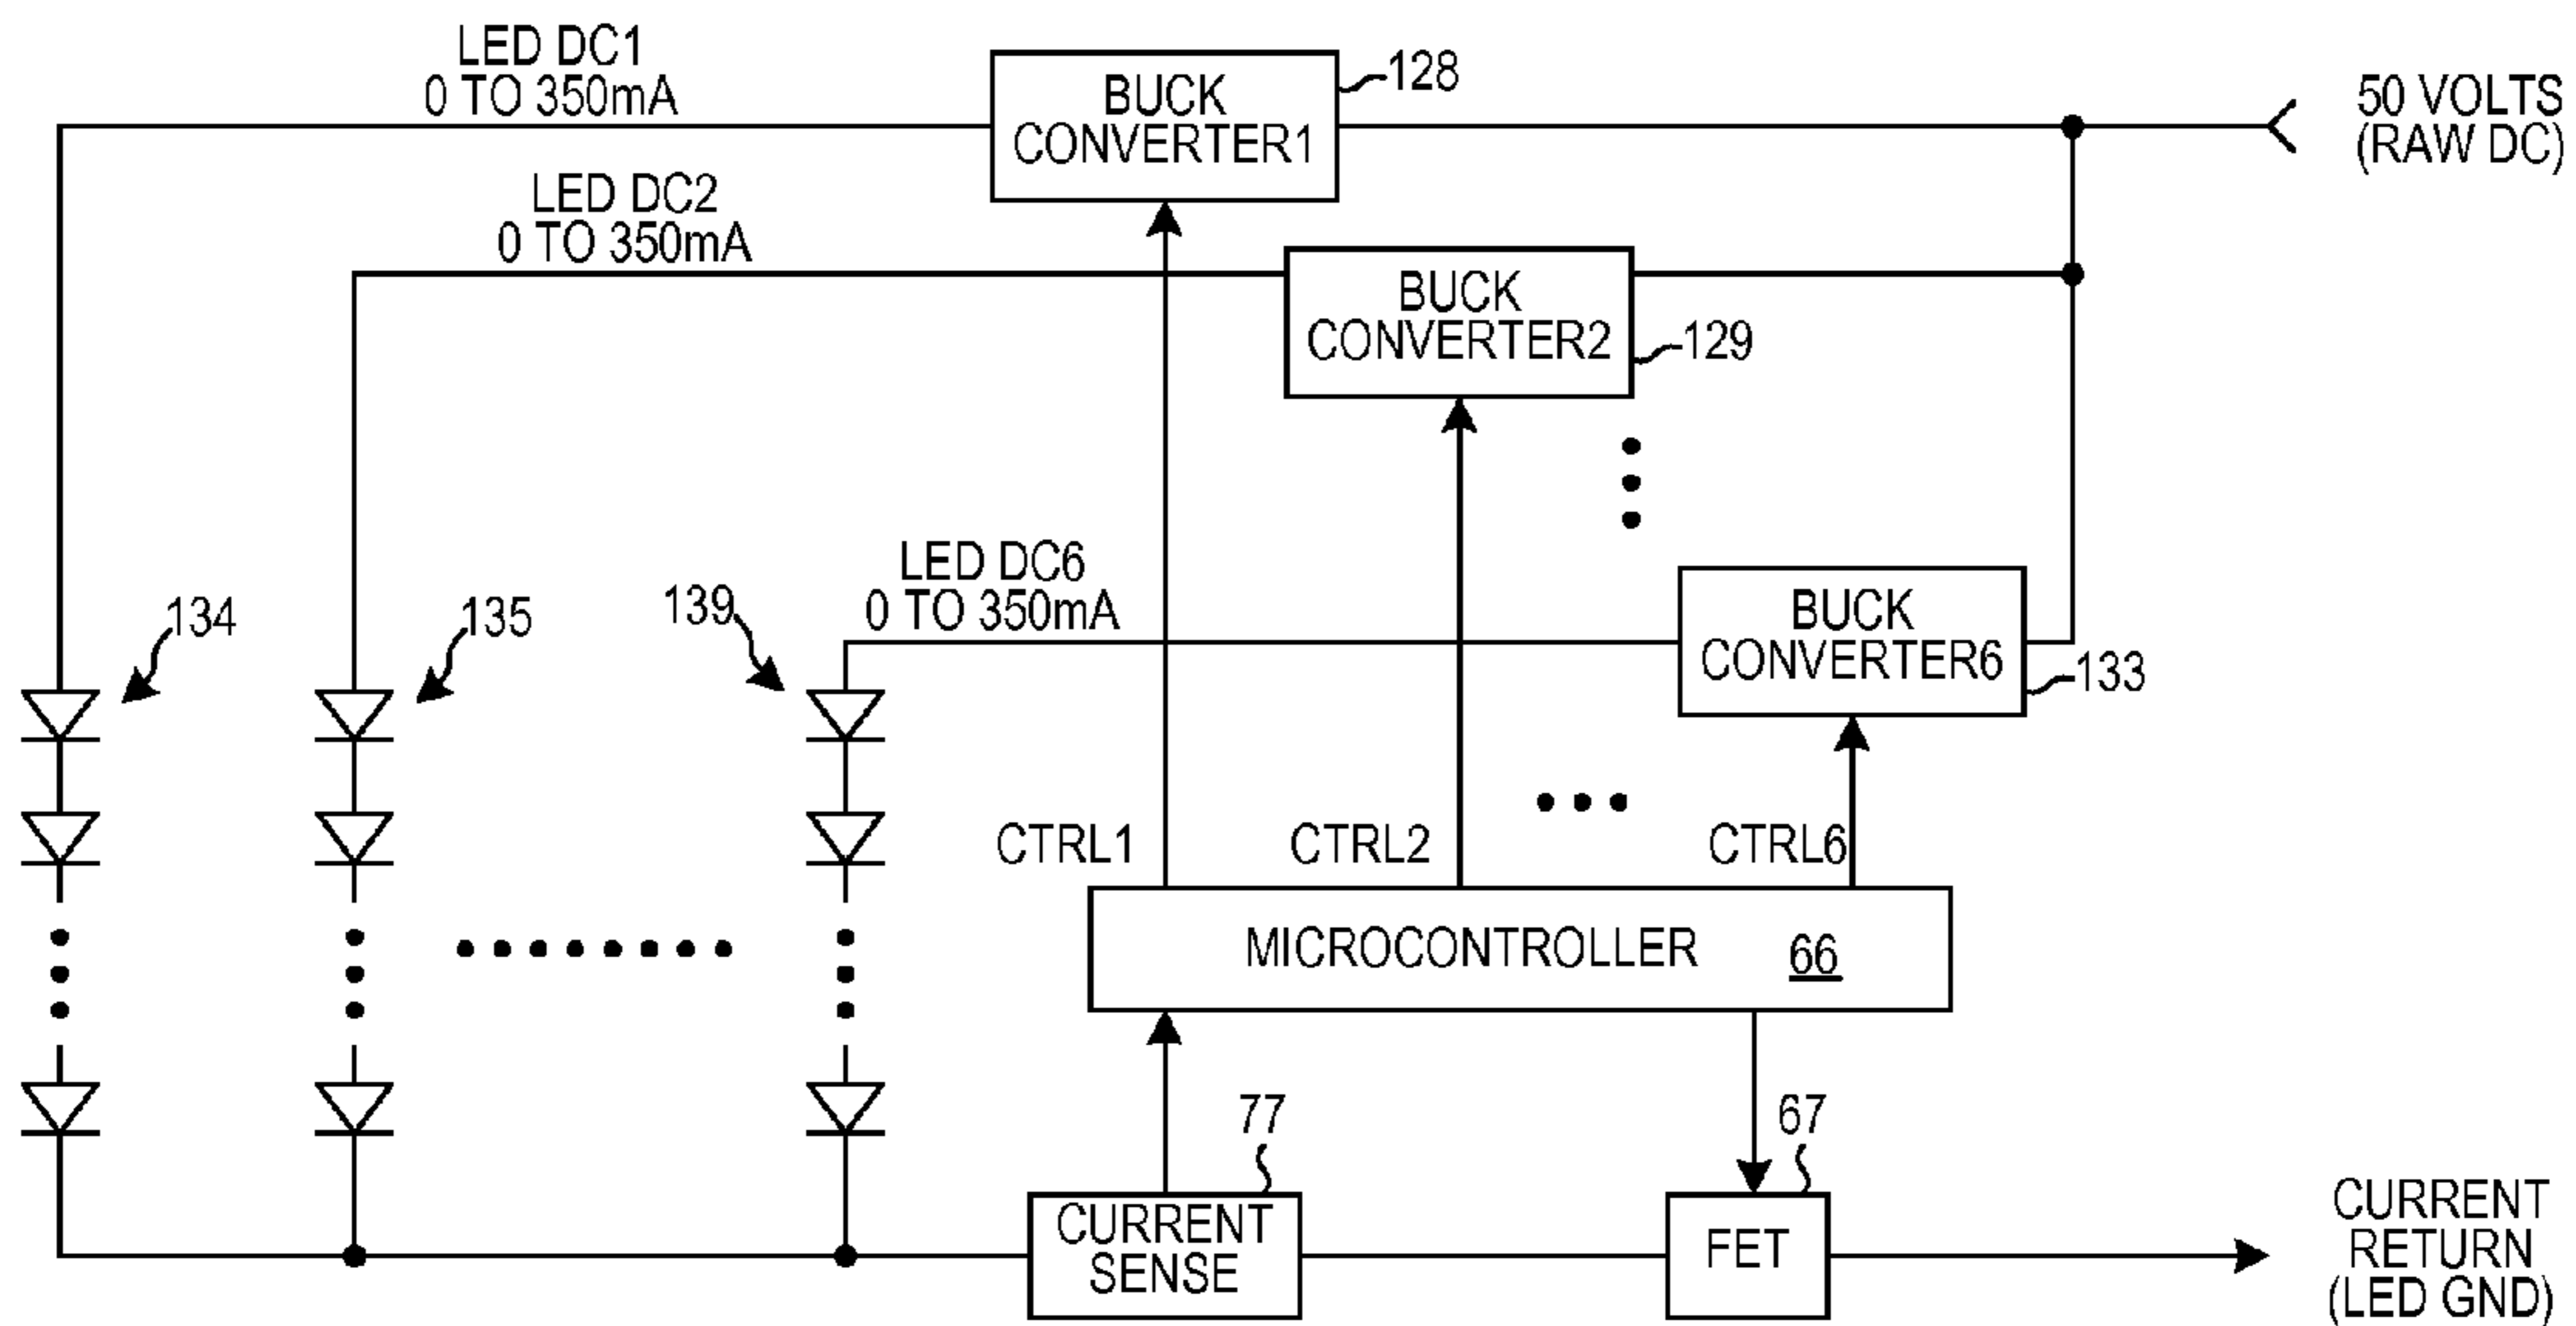 LED DC1
0 TO 350mA
BUCK
CONVERTER1
128
50 VOLTS
(RAW DC)
LED DC2
0 TO 350mA
BUCK
CONVERTER2
129
LED DC6
0 TO 350mA
BUCK
CONVERTER6
133
134
135
139
CTRL1
CTRL2
CTRL6
MICROCONTROLLER 66
77
67
CURRENT
SENSE
FET
CURRENT
RETURN
(LED GND)